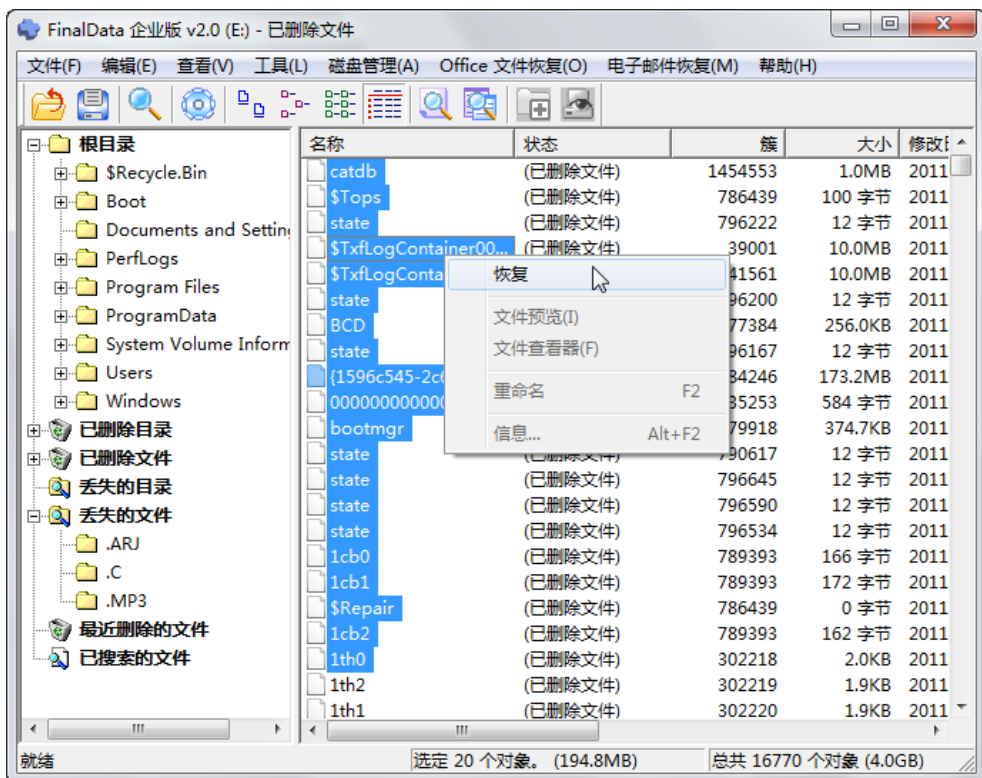 FinalData 企业版 v2.0 (E:) - 已删除文件
文件(F) 编辑(E) 查看(V) 工具(L) 磁盘管理(A) Office 文件恢复(O) 电子邮件恢复(M) 帮助(H)
根目录
$Recycle.Bin
Boot
Documents and Settin
PerfLogs
Program Files
ProgramData
System Volume Inform
Users
Windows
已删除目录
已删除文件
丢失的目录
丢失的文件
.ARJ
.C
.MP3
最近删除的文件
已搜索的文件
名称 状态 簇 大小 修改
catdb (已删除文件) 1454553 1.0MB 2011
$Tops (已删除文件) 786439 100 字节 2011
state (已删除文件) 796222 12 字节 2011
$TxfLogContainer00... (已删除文件) 39001 10.0MB 2011
$TxfLogConta 41561 10.0MB 2011
state 96200 12 字节 2011
BCD 77384 256.0KB 2011
state 96167 12 字节 2011
{1596c545-2c6 34246 173.2MB 2011
000000000000 35253 584 字节 2011
bootmgr 79918 374.7KB 2011
state (已删除文件) 790617 12 字节 2011
state (已删除文件) 796645 12 字节 2011
state (已删除文件) 796590 12 字节 2011
state (已删除文件) 796534 12 字节 2011
1cb0 (已删除文件) 789393 166 字节 2011
1cb1 (已删除文件) 789393 172 字节 2011
$Repair (已删除文件) 786439 0 字节 2011
1cb2 (已删除文件) 789393 162 字节 2011
1th0 (已删除文件) 302218 2.0KB 2011
1th2 (已删除文件) 302219 1.9KB 2011
1th1 (已删除文件) 302220 1.9KB 2011
恢复
文件预览(I)
文件查看器(F)
重命名 F2
信息... Alt+F2
就绪 选定 20 个对象。 (194.8MB) 总共 16770 个对象 (4.0GB)